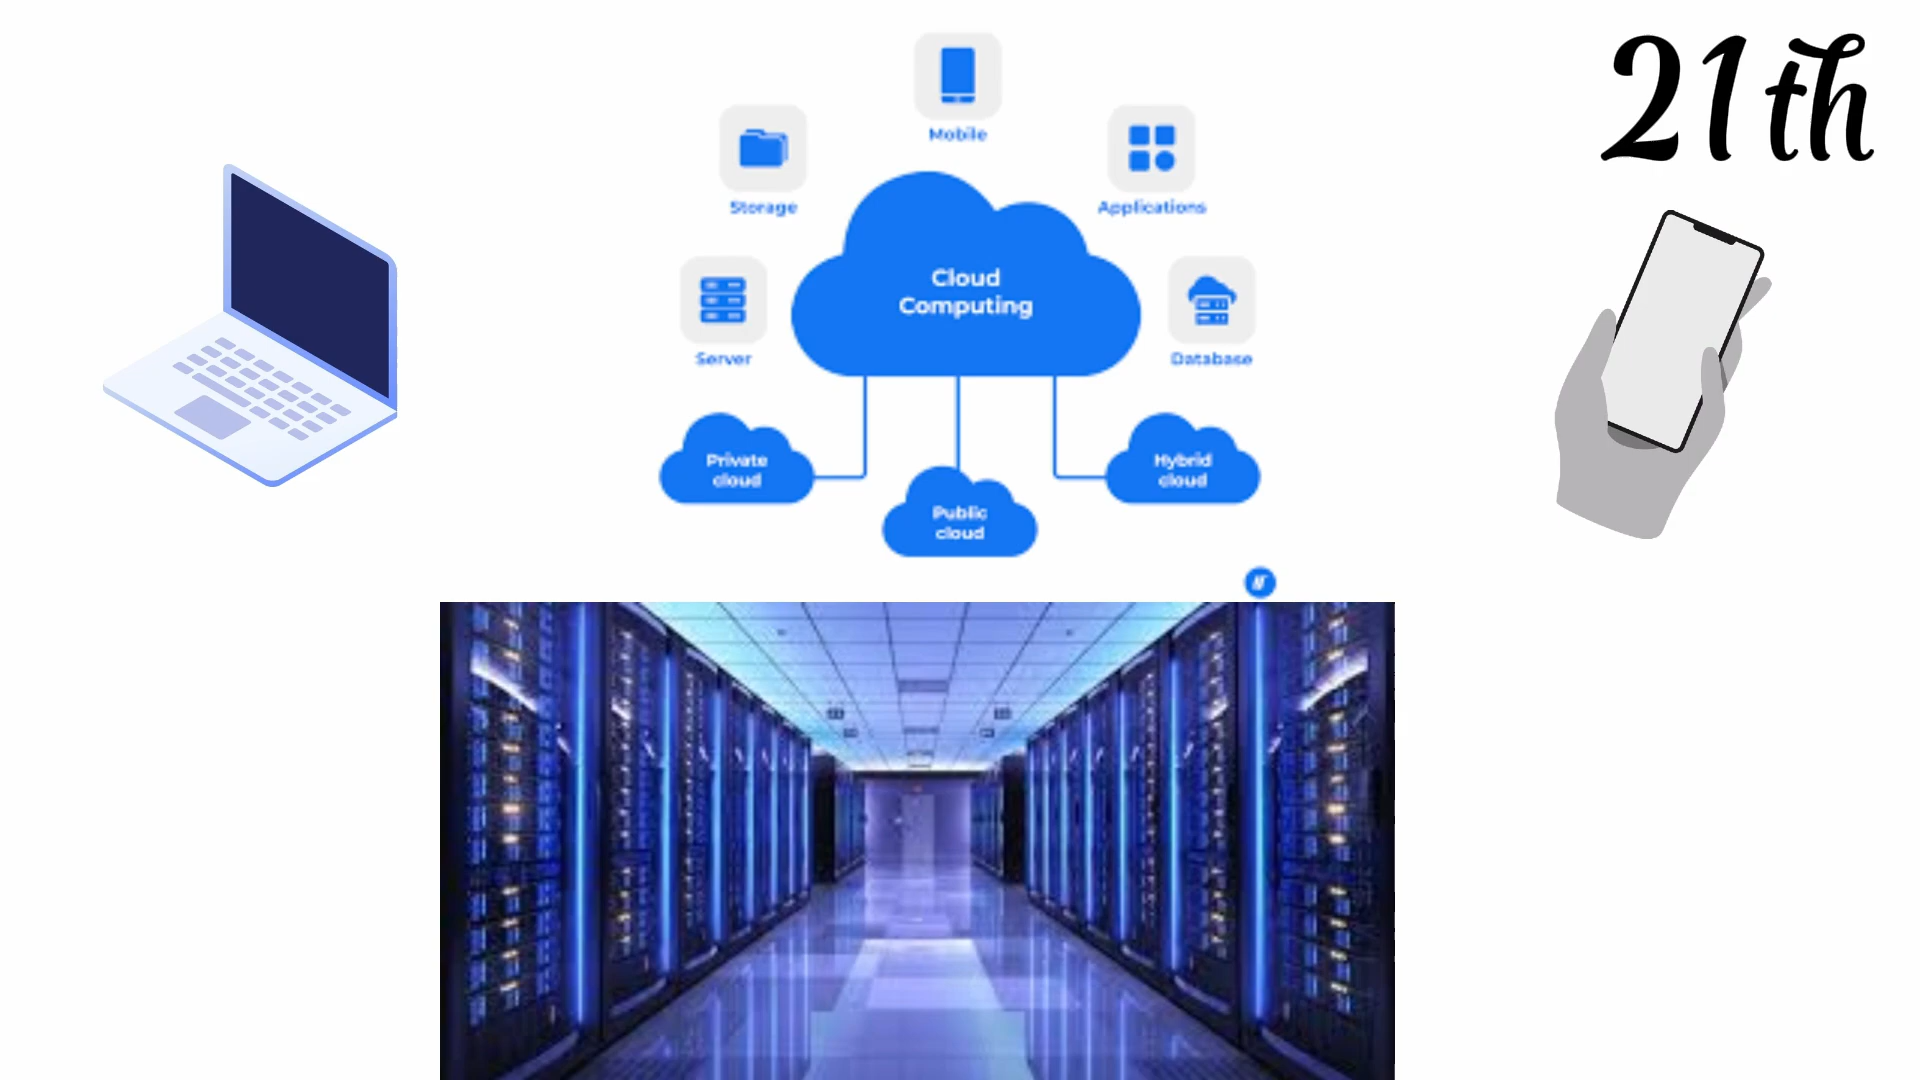 21th
Mobile
Storage
Applications
Cloud
Computing
Server
Database
Private
cloud
Hybrid
cloud
Public
cloud